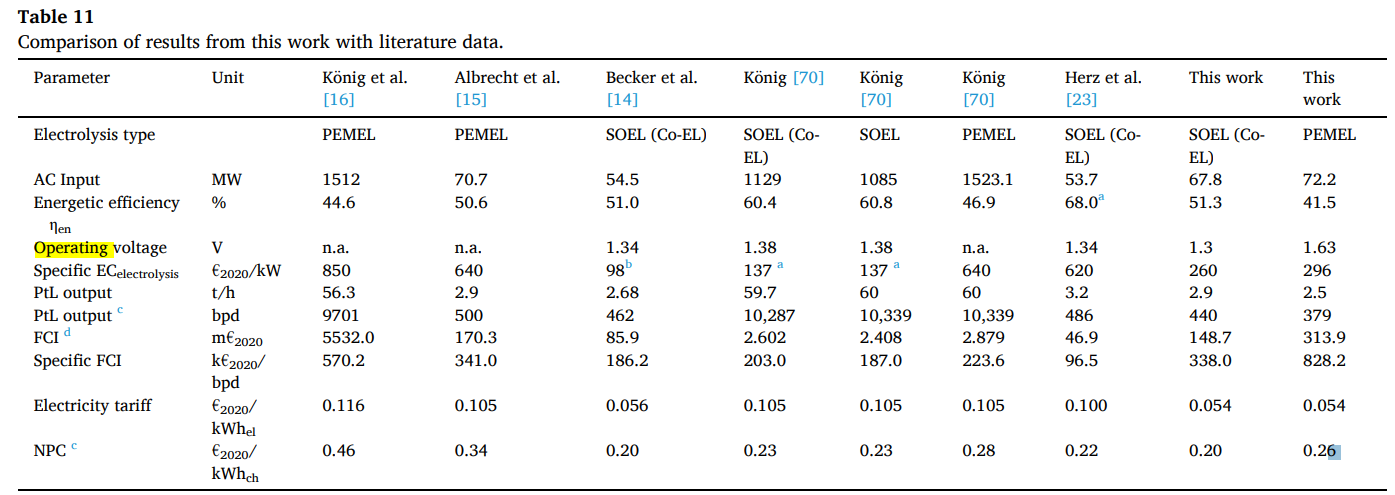 Table 11
Comparison of results from this work with literature data.
Parameter Unit König et al. [16] Albrecht et al. [15] Becker et al. [14] König [70] König [70] König [70] Herz et al. [23] This work This work
Electrolysis type PEMEL PEMEL SOEL (Co-EL) SOEL (Co-EL) SOEL PEMEL SOEL (Co-EL) SOEL (Co-EL) PEMEL
AC Input MW 1512 70.7 54.5 1129 1085 1523.1 53.7 67.8 72.2
Energetic efficiency ηen % 44.6 50.6 51.0 60.4 60.8 46.9 68.0a 51.3 41.5
Operating voltage V n.a. n.a. 1.34 1.38 1.38 n.a. 1.34 1.3 1.63
Specific ECelectrolysis €2020/kW 850 640 98b 137 a 137 a 640 620 260 296
PtL output t/h 56.3 2.9 2.68 59.7 60 60 3.2 2.9 2.5
PtL output c bpd 9701 500 462 10,287 10,339 10,339 486 440 379
FCI d m€2020 5532.0 170.3 85.9 2.602 2.408 2.879 46.9 148.7 313.9
Specific FCI k€2020/bpd 570.2 341.0 186.2 203.0 187.0 223.6 96.5 338.0 828.2
Electricity tariff €2020/kWhel 0.116 0.105 0.056 0.105 0.105 0.105 0.100 0.054 0.054
NPC c €2020/kWhch 0.46 0.34 0.20 0.23 0.23 0.28 0.22 0.20 0.26